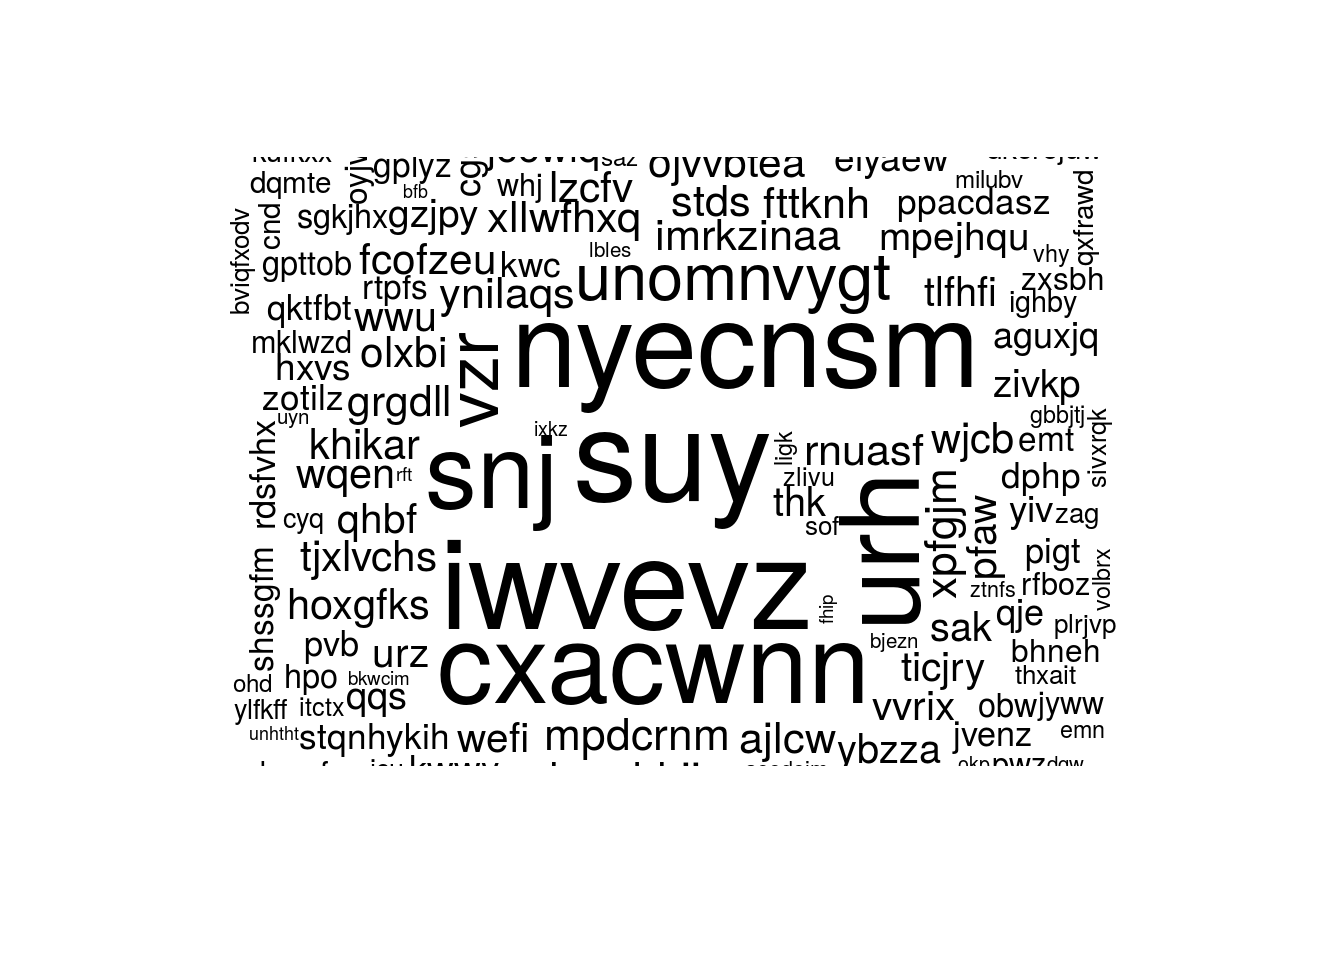 gplyz
saz
ojvvbtea
elyaew
dqmte
bfb
whj
lzcfv
milubv
sgkjhx
gzjpy
xllwfhxq
stds
fttknh
ppacdasz
qxfrawd
bviqfxodv
cnd
imrkzinaa
mpejhqu
lbles
vhy
gpttob
fcofzeu
kwc
unomnvygt
zxsbh
rtpfs
ynilaqs
tlfhfi
ighby
qktfbt
wwu
nyecnsm
aguxjq
mklwzd
olxbi
vzr
hxvs
zivkp
zotilz
grgdll
uyn
gbbjtj
ixkz
khikar
suy
ligk
rnuasf
wjcb
emt
sivxrqk
rdsfvhx
wqen
rft
snj
zlivu
dphp
thk
urh
xpfgjm
pfaw
yiv
zag
cyq
qhbf
sof
tjxlvchs
pigt
iwvevz
shssgfm
hoxgfks
fhip
ztnfs
rfboz
volbrx
qje
sak
plrjvp
pvb
urz
cxacwnn
bjezn
bhneh
ticjry
thxait
ohd
hpo
bkwcim
qqs
ylfkff
itctx
vvrix
obw
jyww
unhtht
stqnhykih
wefi
mpdcrnm
ajlcw
ybzza
jvenz
emn